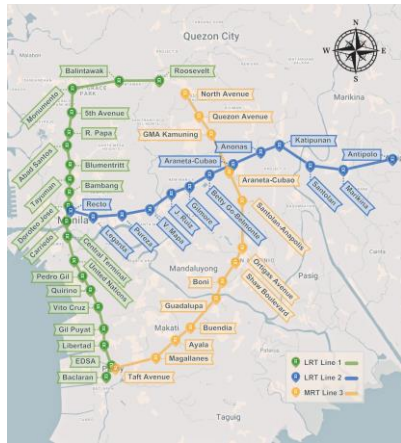 Quezon City
N
W
E
S
Balintawak
Roosevelt
Monumento
North Avenue
Marikina
5th Avenue
Quezon Avenue
R. Papa
GMA Kamuning
Katipunan
Anonas
Abad Santos
Blumentritt
Araneta-Cubao
Antipolo
Tayuman
Bambang
Araneta-Cubao
Santolan
Marikina
Recto
Betty Go-Belmonte
Gilmore
J. Ruiz
V. Mapa
Pureza
Legarda
Manila
Doroteo Jose
Carriedo
Central Terminal
United Nations
Santolan-Anapolis
Mandaluyong
Ortigas Avenue
Shaw Boulevard
Pasig
Pedro Gil
Boni
Quirino
Guadalupe
Vito Cruz
Makati
Buendia
Gil Puyat
Ayala
Libertad
Magallanes
EDSA
Taft Avenue
Baclaran
Taguig
LRT Line 1
LRT Line 2
MRT Line 3